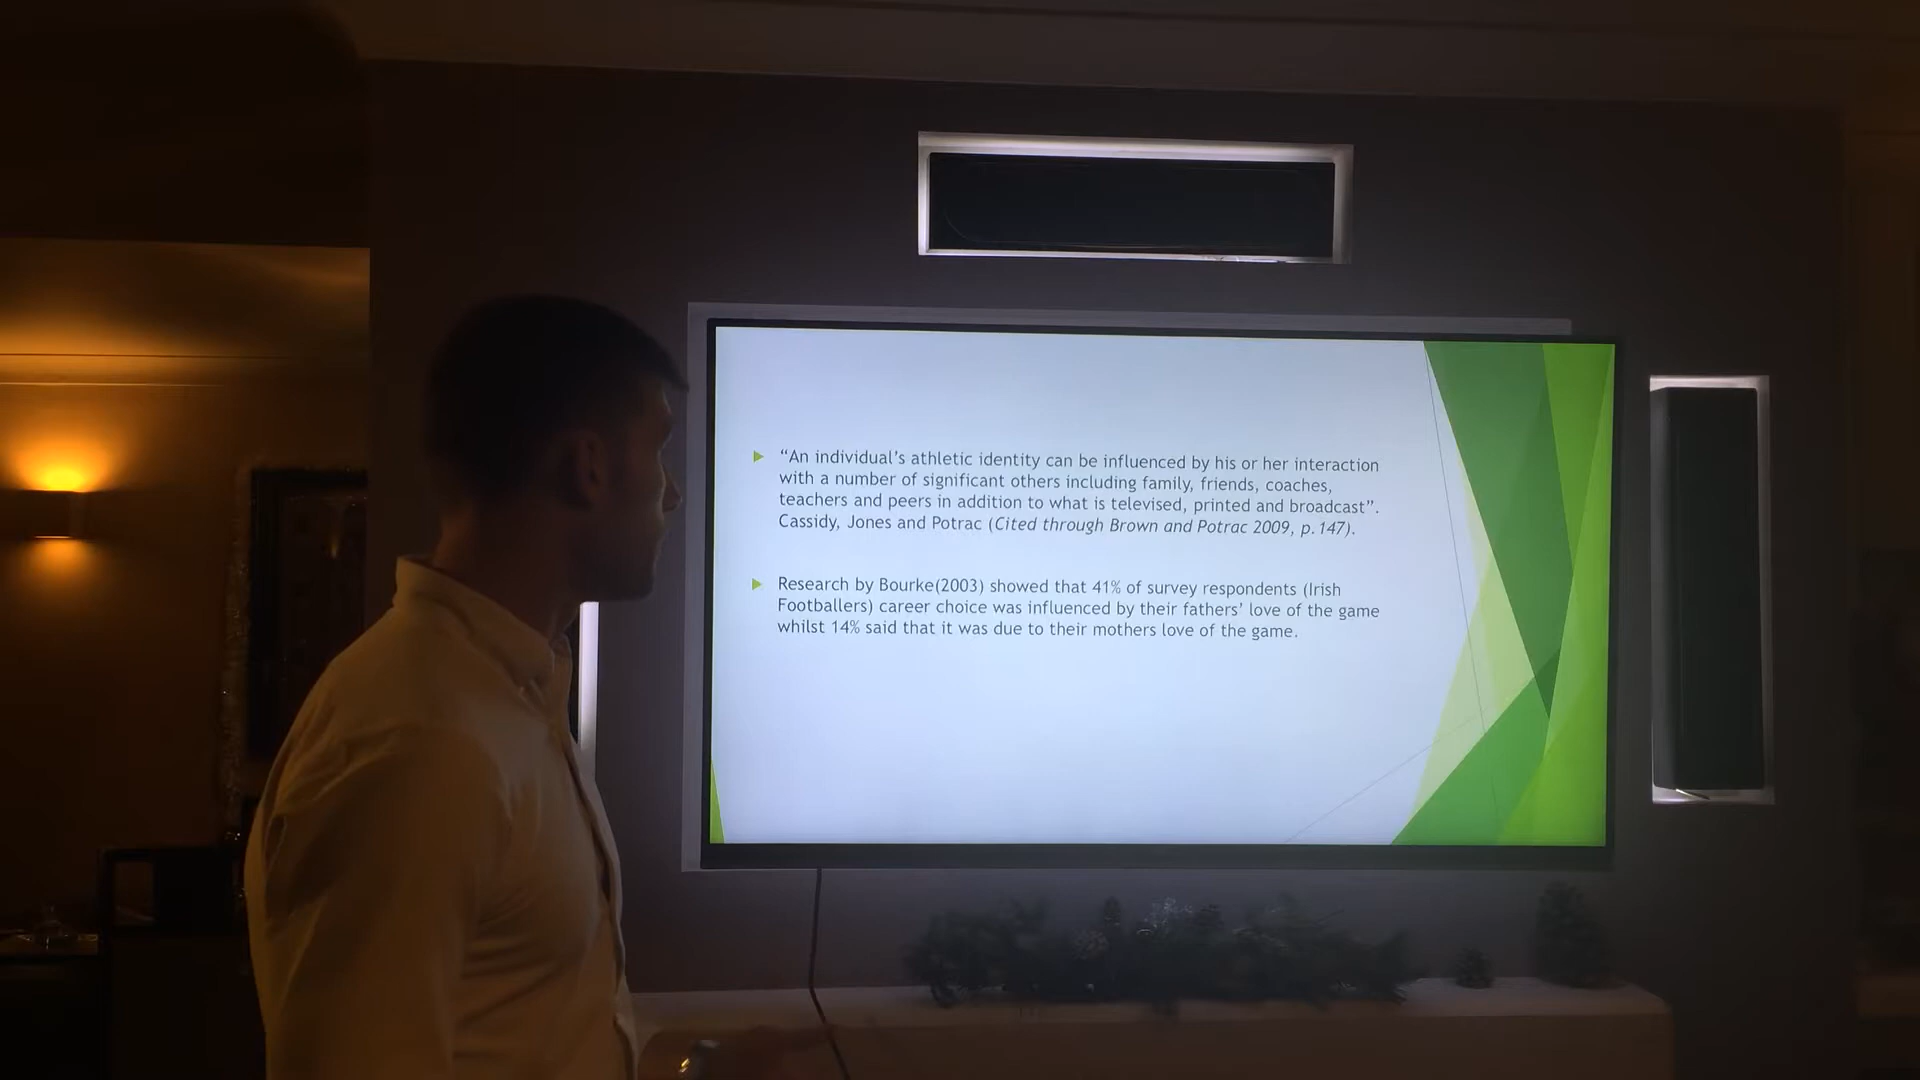 “An individual’s athletic identity can be influenced by his or her interaction
with a number of significant others including family, friends, coaches,
teachers and peers in addition to what is televised, printed and broadcast”.
Cassidy, Jones and Potrac (Cited through Brown and Potrac 2009, p.147).
Research by Bourke(2003) showed that 41% of survey respondents (Irish
Footballers) career choice was influenced by their fathers’ love of the game
whilst 14% said that it was due to their mothers love of the game.